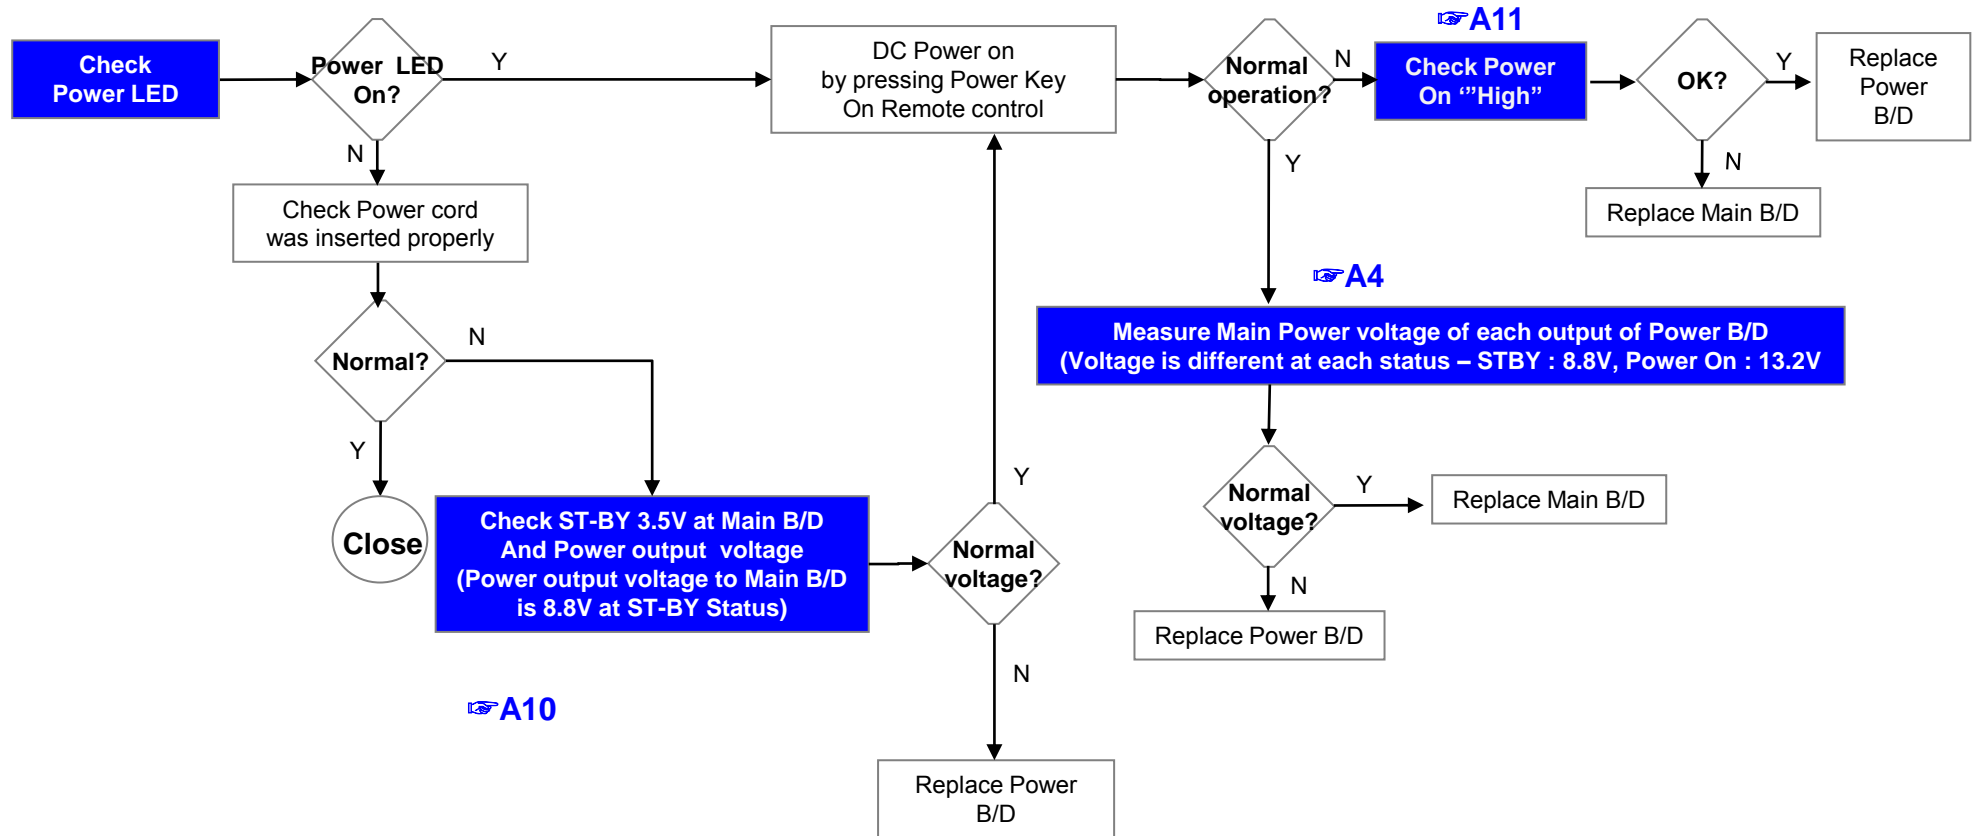 Check
Power LED
Power LED
On?
Y
N
DC Power on
by pressing Power Key
On Remote control
Normal
operation?
N
Y
☞A11
Check Power
On ‘”High”
OK?
Y
N
Replace
Power
B/D
Replace Main B/D
Check Power cord
was inserted properly
Normal?
N
Y
Close
Check ST-BY 3.5V at Main B/D
And Power output voltage
(Power output voltage to Main B/D
is 8.8V at ST-BY Status)
☞A10
Normal
voltage?
Y
N
Replace Power
B/D
☞A4
Measure Main Power voltage of each output of Power B/D
(Voltage is different at each status – STBY : 8.8V, Power On : 13.2V
Normal
voltage?
Y
N
Replace Main B/D
Replace Power B/D